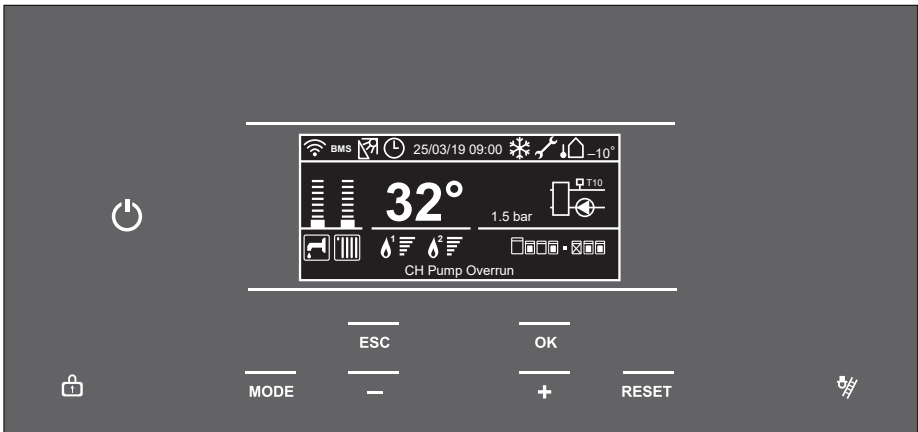 BMS 25/03/19 09:00 –10°
T10
32°
1.5 bar
1 2
CH Pump Overrun
ESC OK
MODE – + RESET